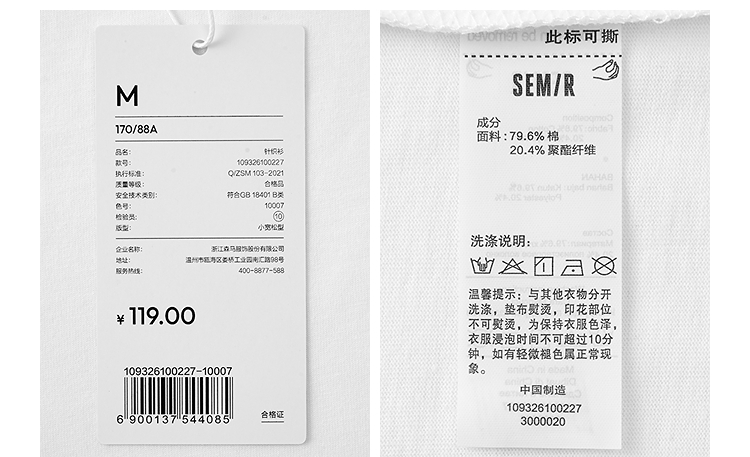 M
170/88A
品名: 针织衫
款号: 109326100227
执行标准: Q/ZSM 103-2021
质量等级: 合格品
安全技术类别: 符合GB 18401 B类
色号: 10007
检验员: 10
版型: 小宽松型
企业名称: 浙江森马服饰股份有限公司
地址: 温州市瓯海区娄桥工业园南汇路98号
服务热线: 400-8877-588
¥ 119.00
109326100227-10007
6 900137 544085
合格证
此标可撕
SEM/R
成分
面料:79.6% 棉
20.4% 聚酯纤维
洗涤说明:
温馨提示:与其他衣物分开
洗涤,垫布熨烫,印花部位
不可熨烫,为保持衣服色泽,
衣服浸泡时间不可超过10分
钟,如有轻微褪色属正常现
象。
中国制造
109326100227
3000020